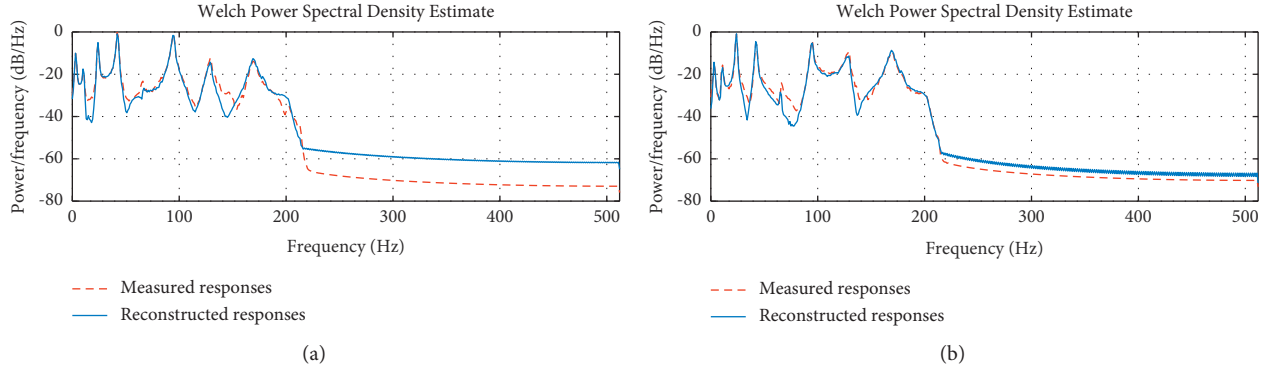 Welch Power Spectral Density Estimate
Power/frequency (dB/Hz)
0
-20
-40
-60
-80
0 100 200 300 400 500
Frequency (Hz)
Measured responses
Reconstructed responses
(a)
Welch Power Spectral Density Estimate
Power/frequency (dB/Hz)
0
-20
-40
-60
-80
0 100 200 300 400 500
Frequency (Hz)
Measured responses
Reconstructed responses
(b)